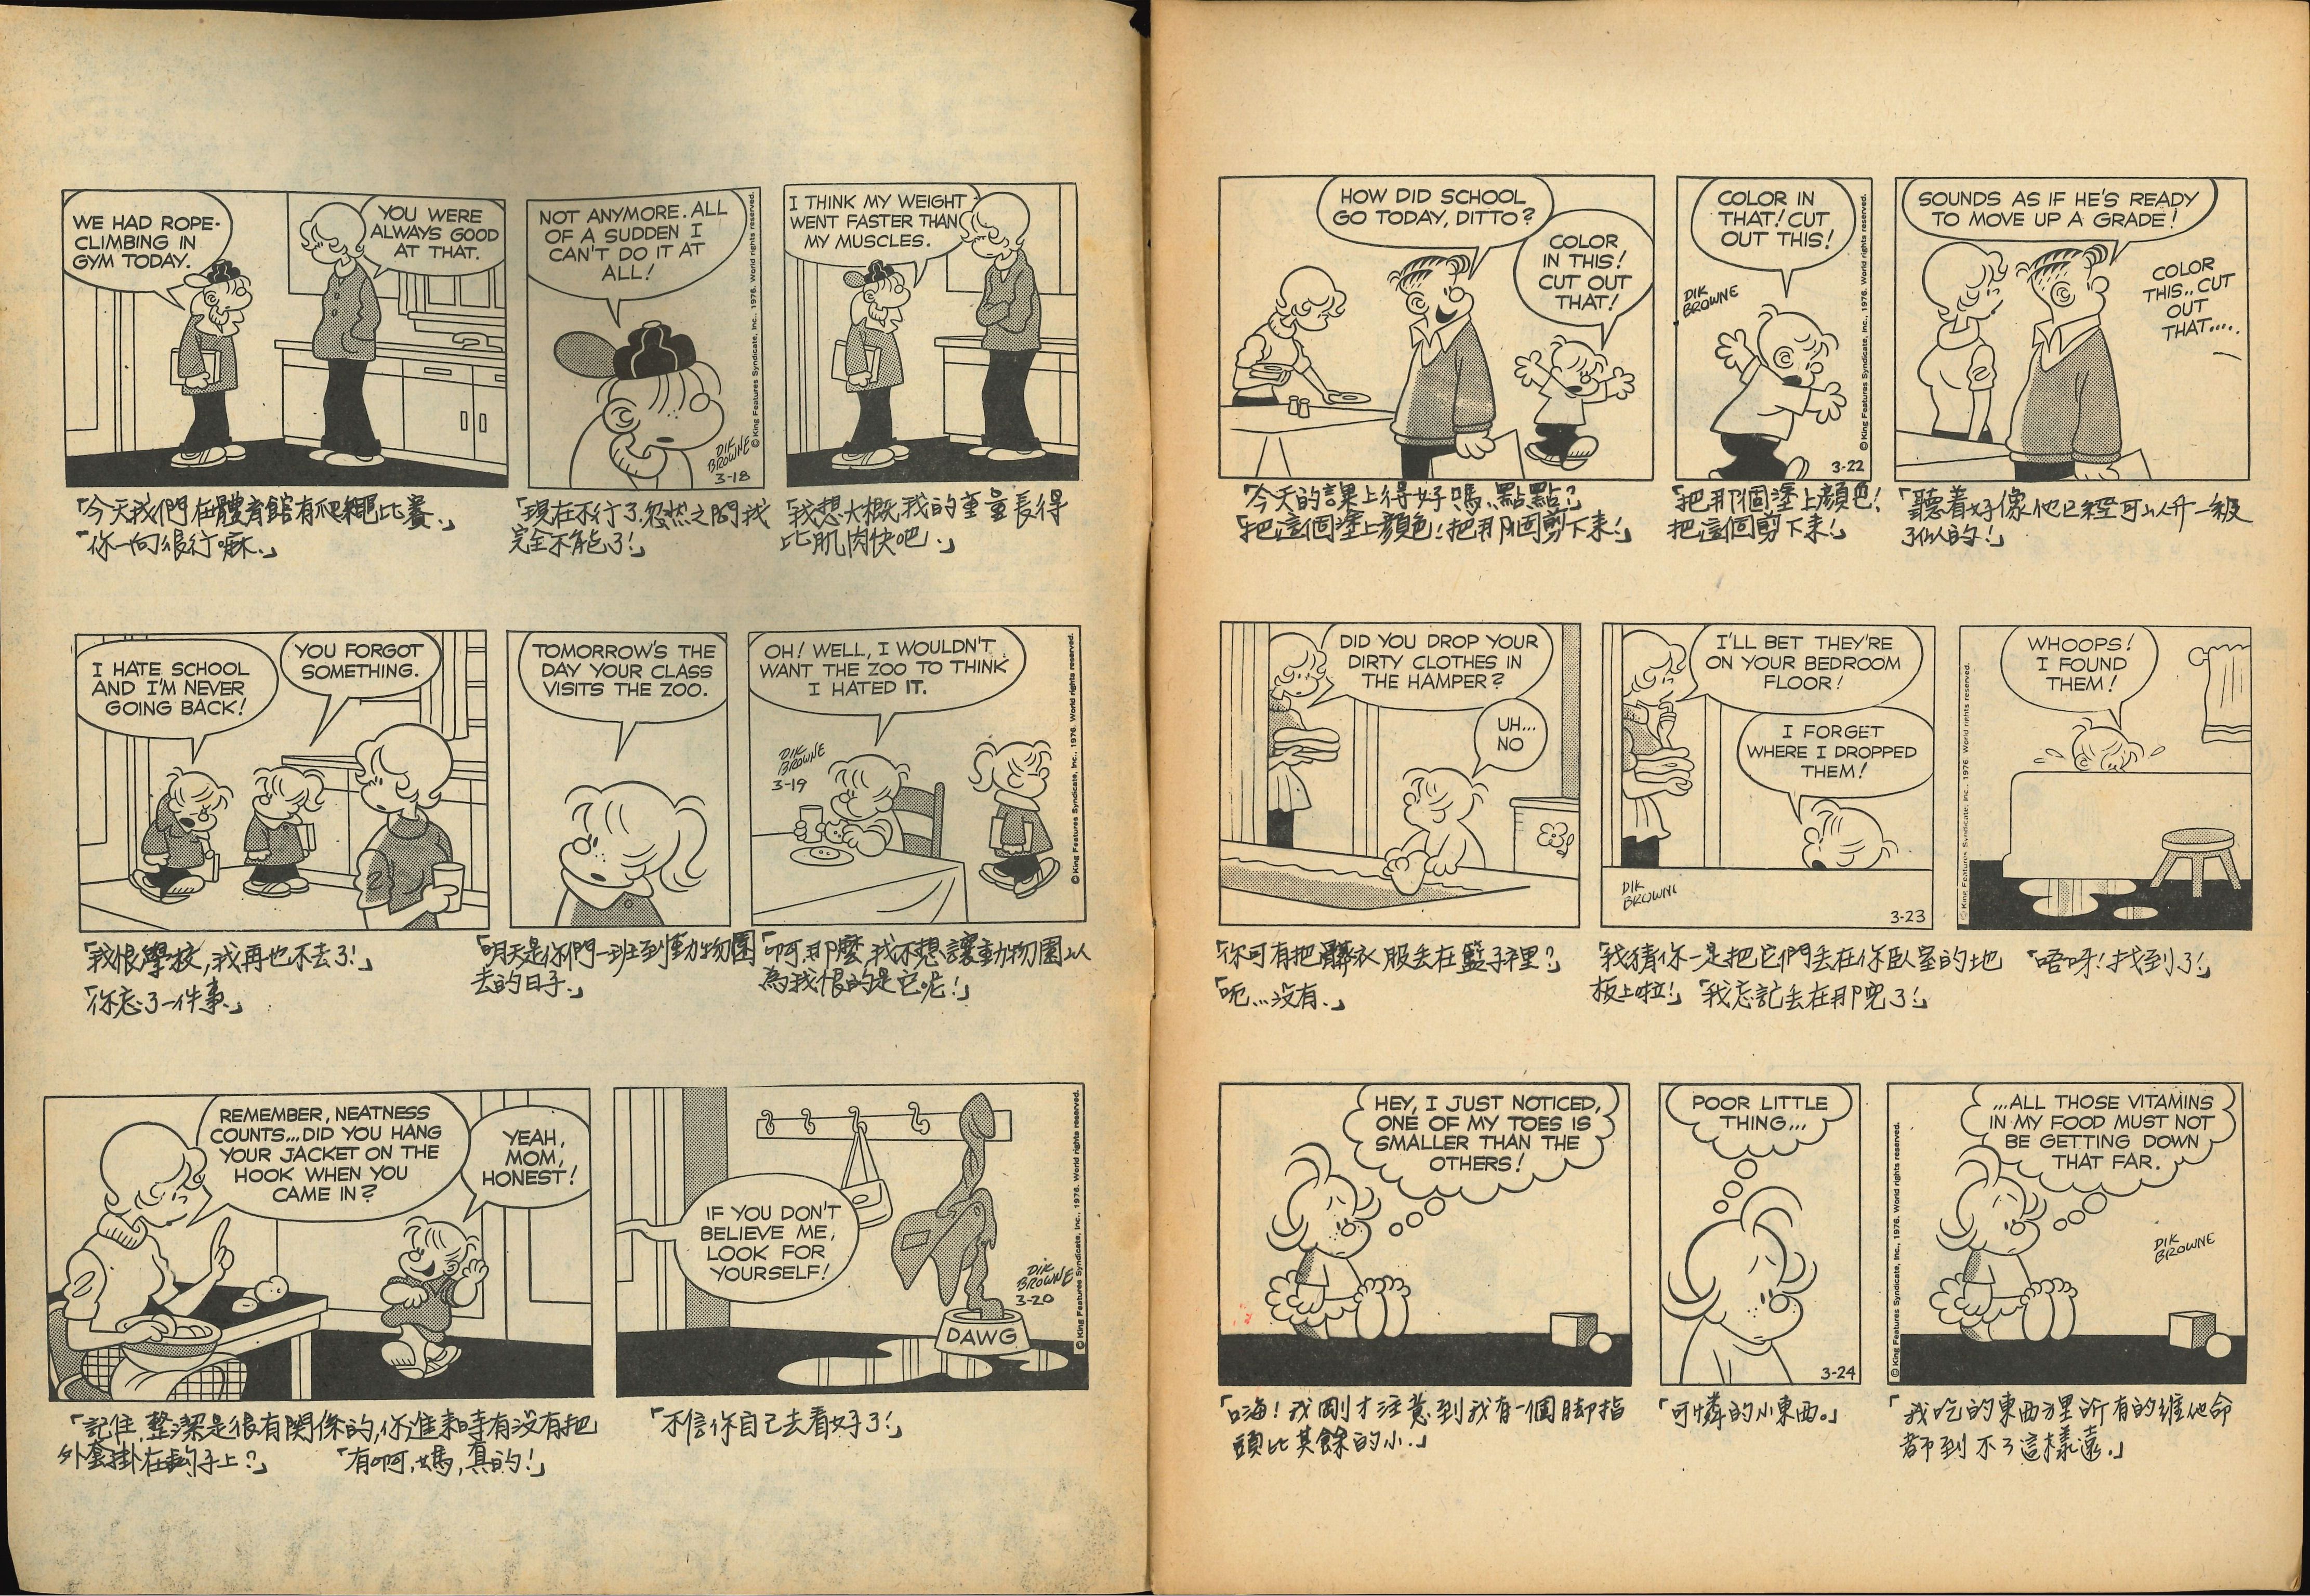 WE HAD ROPE-
CLIMBING IN
GYM TODAY.
YOU WERE
ALWAYS GOOD
AT THAT.
NOT ANYMORE. ALL
OF A SUDDEN I
CAN'T DO IT AT
ALL!
DIK
BROWNE
3-18
© King Features Syndicate, Inc., 1976. World rights reserved.
I THINK MY WEIGHT
WENT FASTER THAN
MY MUSCLES.
「今天我們在體育館有爬繩比賽.」
「你一向很行嘛.」
「現在不行了.忽然之間我
完全不能了!」
「我想大概我的重量長得
比肌肉快吧.」
I HATE SCHOOL
AND I'M NEVER
GOING BACK!
YOU FORGOT
SOMETHING.
TOMORROW'S THE
DAY YOUR CLASS
VISITS THE ZOO.
OH! WELL, I WOULDN'T
WANT THE ZOO TO THINK
I HATED IT.
DIK
BROWNE
3-19
© King Features Syndicate, Inc., 1976. World rights reserved.
「我恨學校,我再也不去了!」
「你忘了一件事.」
「明天是你們一班到動物園
去的日子.」
「啊,那麼,我不想讓動物園以
為我恨的是它呢!」
REMEMBER, NEATNESS
COUNTS... DID YOU HANG
YOUR JACKET ON THE
HOOK WHEN YOU
CAME IN?
YEAH,
MOM,
HONEST!
IF YOU DON'T
BELIEVE ME,
LOOK FOR
YOURSELF!
DAWG
DIK
BROWNE
3-20
© King Features Syndicate, Inc., 1976. World rights reserved.
「記住,整潔是很有関係的,你進來時有沒有把
外套掛在鈎子上?」 「有啊,媽,真的!」
「不信你自己去看好了!」
HOW DID SCHOOL
GO TODAY, DITTO?
COLOR
IN THIS!
CUT OUT
THAT!
COLOR IN
THAT! CUT
OUT THIS!
DIK
BROWNE
3-22
© King Features Syndicate, Inc., 1976. World rights reserved.
SOUNDS AS IF HE'S READY
TO MOVE UP A GRADE!
COLOR
THIS.. CUT
OUT
THAT....
「今天的課上得好嗎,點點?
「把這個塗上顏色!把那個剪下来!」
「把那個塗上顏色!
把這個剪下来!」
「聽着好像他已經可以升一級
了似的!」
DID YOU DROP YOUR
DIRTY CLOTHES IN
THE HAMPER?
UH...
NO
I'LL BET THEY'RE
ON YOUR BEDROOM
FLOOR!
I FORGET
WHERE I DROPPED
THEM!
DIK
BROWNE
3-23
WHOOPS!
I FOUND
THEM!
© King Features Syndicate, Inc., 1976. World rights reserved.
「你可有把髒衣服丢在籃子裡?」
「呃...没有.」
「我猜你一是把它們丢在你臥室的地
板上啦!」「我忘記丢在那兒了!」
「唔呀!找到了!」
HEY, I JUST NOTICED,
ONE OF MY TOES IS
SMALLER THAN THE
OTHERS!
POOR LITTLE
THING...
3-24
...ALL THOSE VITAMINS
IN MY FOOD MUST NOT
BE GETTING DOWN
THAT FAR.
DIK
BROWNE
© King Features Syndicate, Inc., 1976. World rights reserved.
「嗨!我剛才注意到我有一個脚指
頭比其餘的小.」
「可憐的小東西。」
「我吃的東西裡所有的維他命
都到不了這樣遠.」